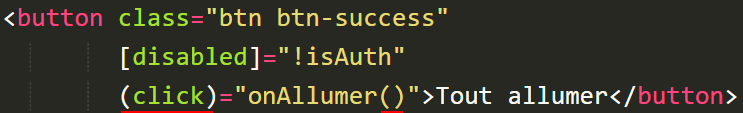 <button class="btn btn-success"
[disabled]="!isAuth"
(click)="onAllumer()">Tout allumer</button>